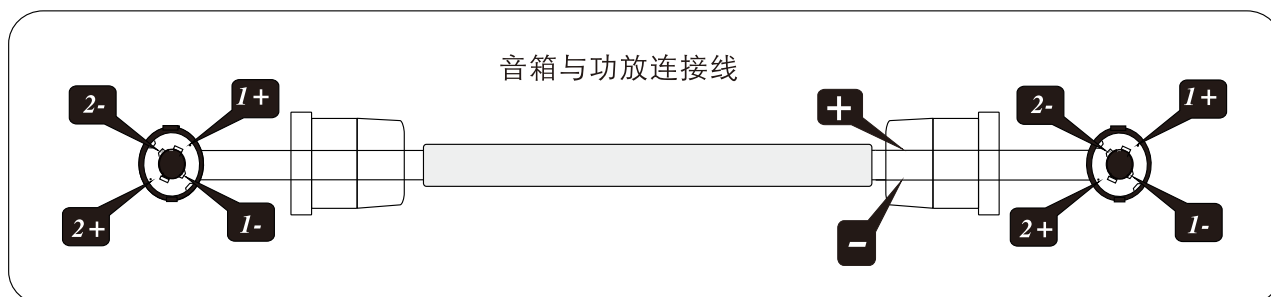 音箱与功放连接线
2- 1+ + 2- 1+
2+ 1- - 2+ 1-